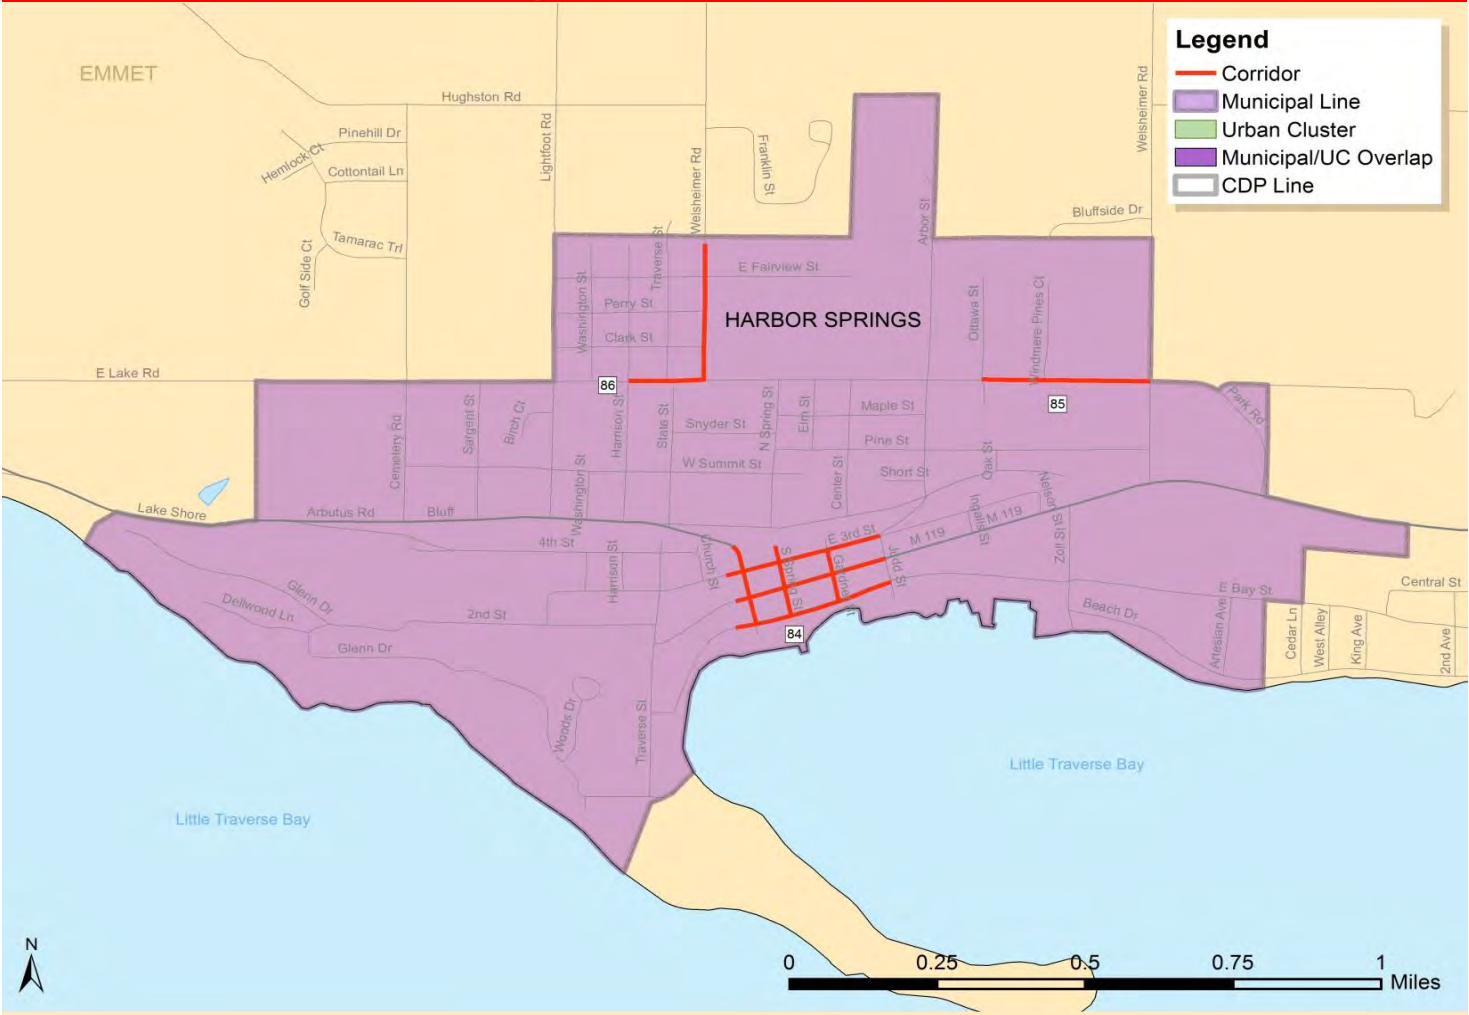 Legend
Corridor
Municipal Line
Urban Cluster
Municipal/UC Overlap
CDP Line
EMMET
Hughston Rd
Pinehill Dr
Hemlock Ct
Cottontail Ln
Tamarac Trl
Golf Side Ct
Lightfoot Rd
Welsheimer Rd
Franklin St
Welsheimer Rd
Bluffside Dr
Arbor St
Traverse St
E Fairview St
Washington St
Perry St
Clark St
HARBOR SPRINGS
Ottawa St
Windmere Pines Ct
E Lake Rd
86
85
Park Rd
Cemetery Rd
Sargent St
Birch Ct
Harrison St
State St
Snyder St
N Spring St
Elm St
Maple St
Pine St
W Summit St
Center St
Short St
Oak St
Washington St
Nelson St
Lake Shore
Arbutus Rd
Bluff
Ingalls St
M 119
M 119
Zoll St
E 3rd St
4th St
Church St
Harrison St
S Spring St
Gardner St
Judd St
Glenn Dr
Dellwood Ln
2nd St
Glenn Dr
84
E Bay St
Beach Dr
Artesian Ave
Central St
Cedar Ln
West Alley
King Ave
2nd Ave
Woods Dr
Traverse St
Little Traverse Bay
Little Traverse Bay
N
0 0.25 0.5 0.75 1
Miles